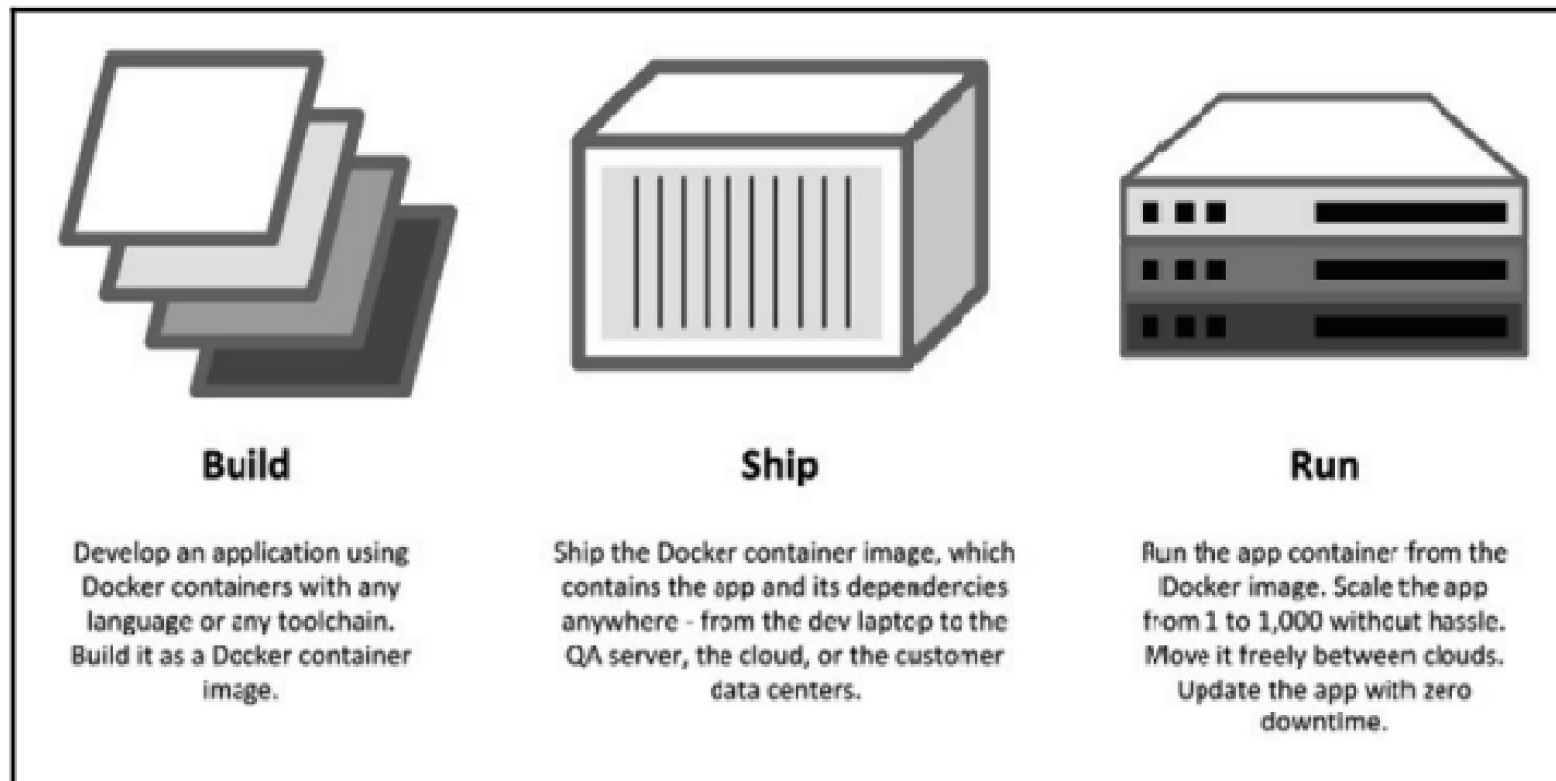 Build
Develop an application using
Docker containers with any
language or any toolchain.
Build it as a Docker container
image.
Ship
Ship the Docker container image, which
contains the app and its dependencies
anywhere - from the dev laptop to the
QA server, the cloud, or the customer
data centers.
Run
Run the app container from the
Docker image. Scale the app
from 1 to 1,000 without hassle.
Move it freely between clouds.
Update the app with zero
downtime.